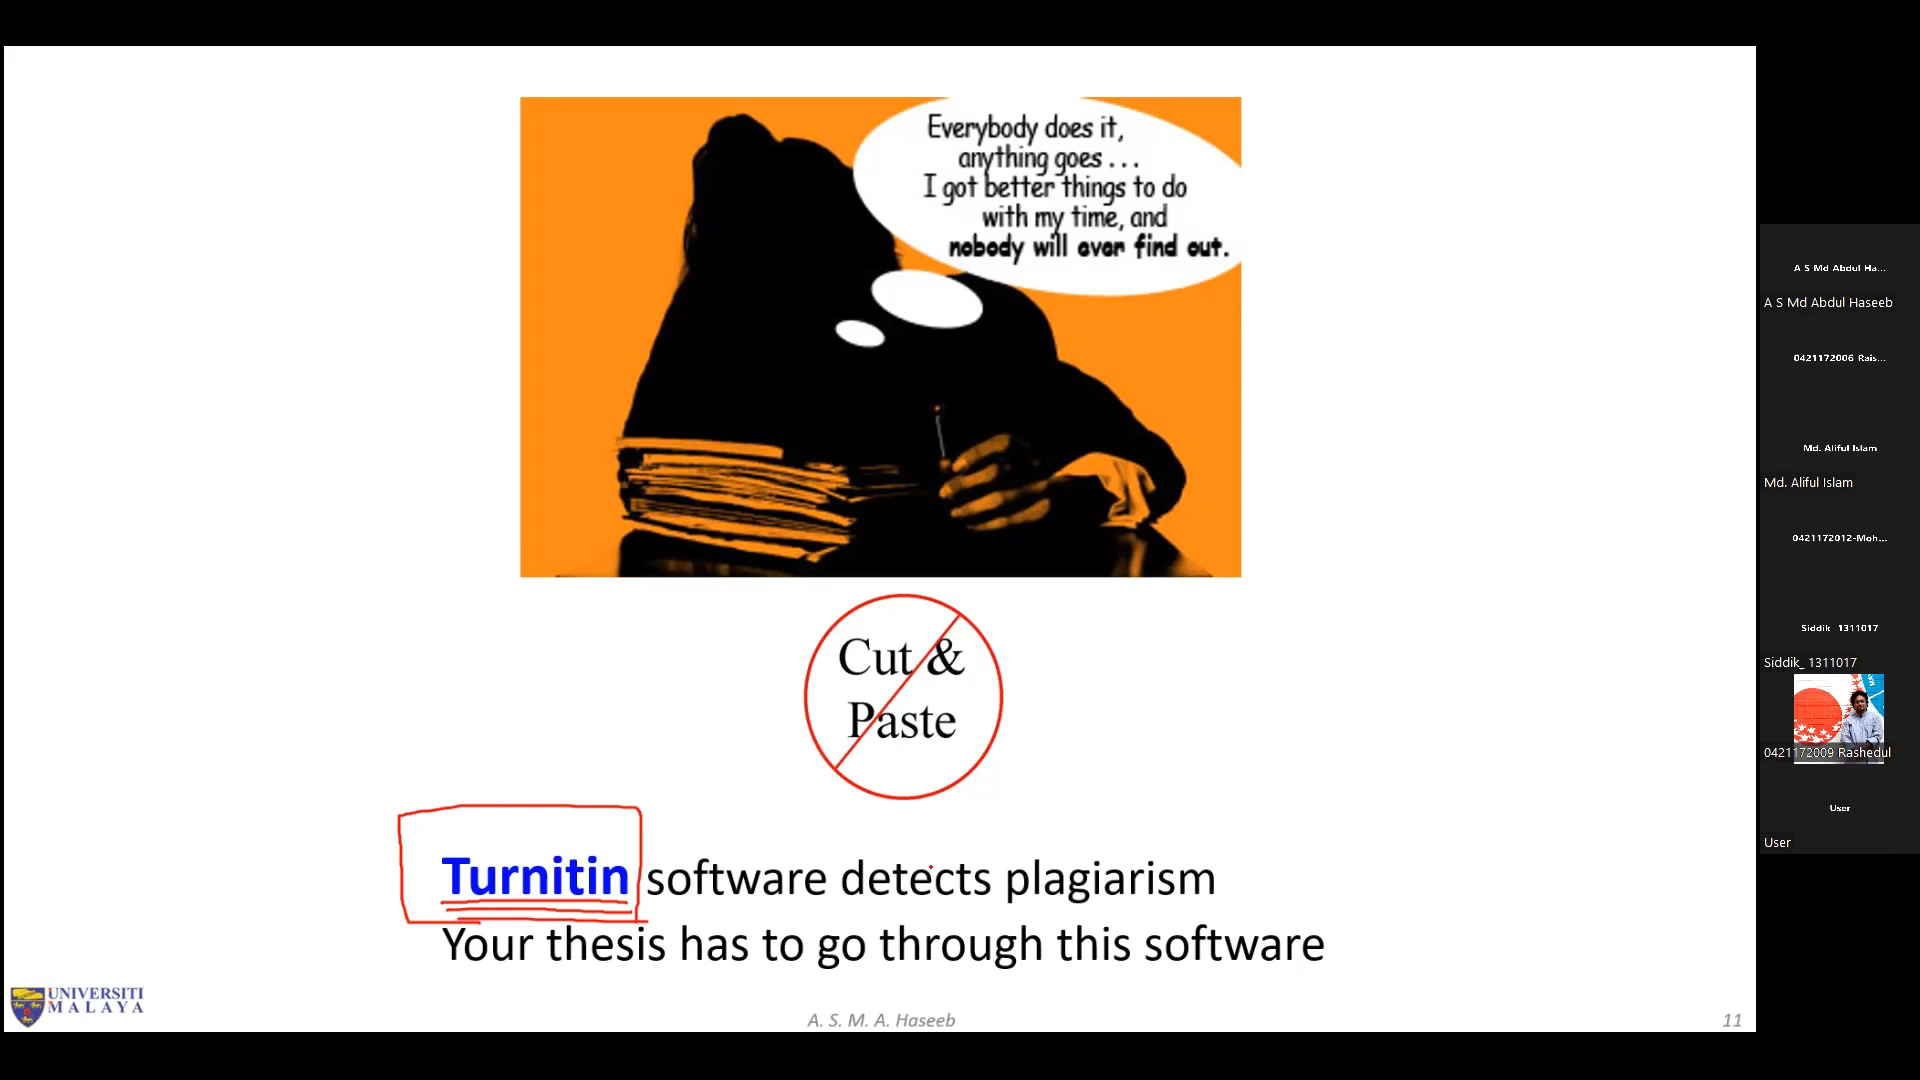 Everybody does it,
anything goes . . .
I got better things to do
with my time, and
nobody will ever find out.
Cut &
Paste
Turnitin software detects plagiarism
Your thesis has to go through this software
UNIVERSITI
MALAYA
A. S. M. A. Haseeb
11
A S Md Abdul Ha...
A S Md Abdul Haseeb
0421172006 Rais...
Md. Aliful Islam
Md. Aliful Islam
0421172012-Moh...
Siddik_ 1311017
Siddik_ 1311017
0421172009 Rashedul
User
User